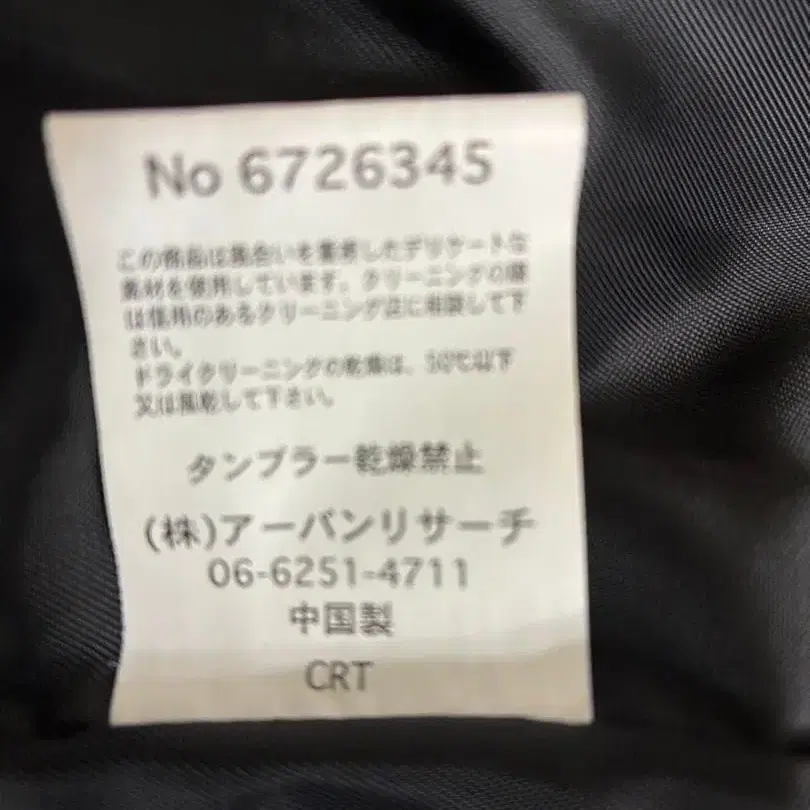 No 6726345
この商品は風合いを重視したデリケートな
素材を使用しています。クリーニングの際
は信用のあるクリーニング店に相談して下
さい。
ドライクリーニングの乾燥は、50℃以下
又は風乾して下さい。
タンブラー乾燥禁止
(株)アーバンリサーチ
06-6251-4711
中国製
CRT